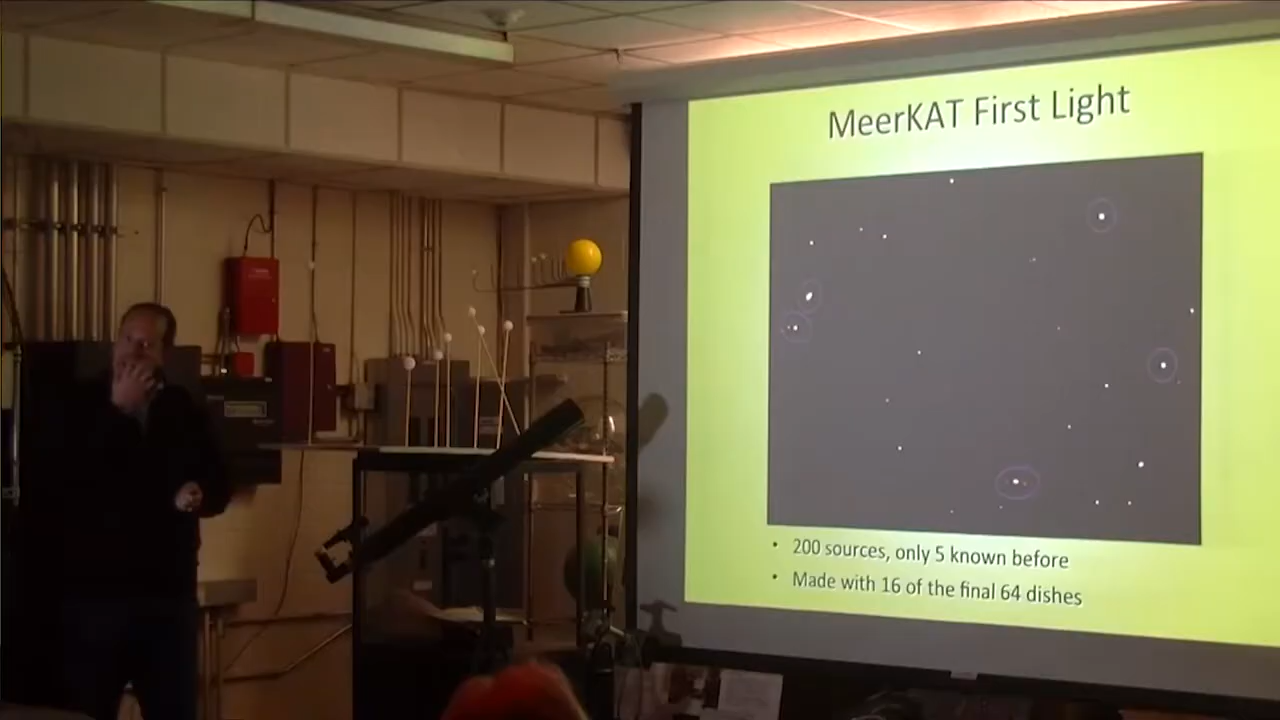 MeerKAT First Light
• 200 sources, only 5 known before
• Made with 16 of the final 64 dishes